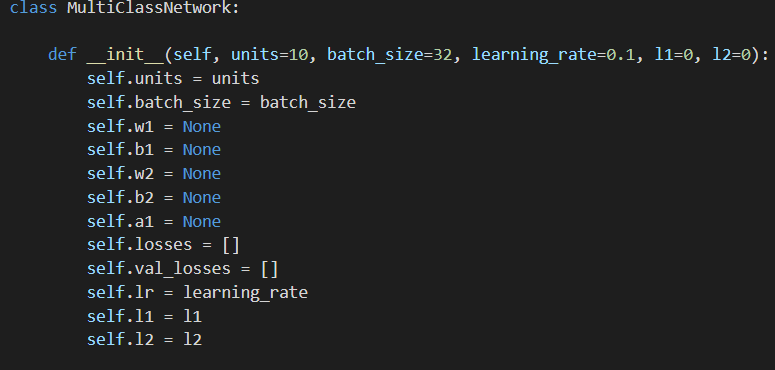 class MultiClassNetwork:
    def __init__(self, units=10, batch_size=32, learning_rate=0.1, l1=0, l2=0):
        self.units = units
        self.batch_size = batch_size
        self.w1 = None
        self.b1 = None
        self.w2 = None
        self.b2 = None
        self.a1 = None
        self.losses = []
        self.val_losses = []
        self.lr = learning_rate
        self.l1 = l1
        self.l2 = l2